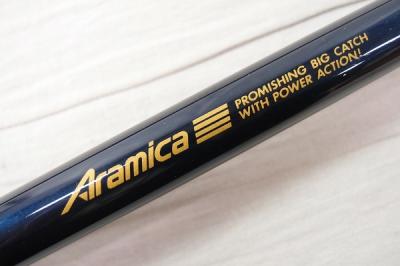 Aramica
PROMISHING BIG CATCH
WITH POWER ACTION!